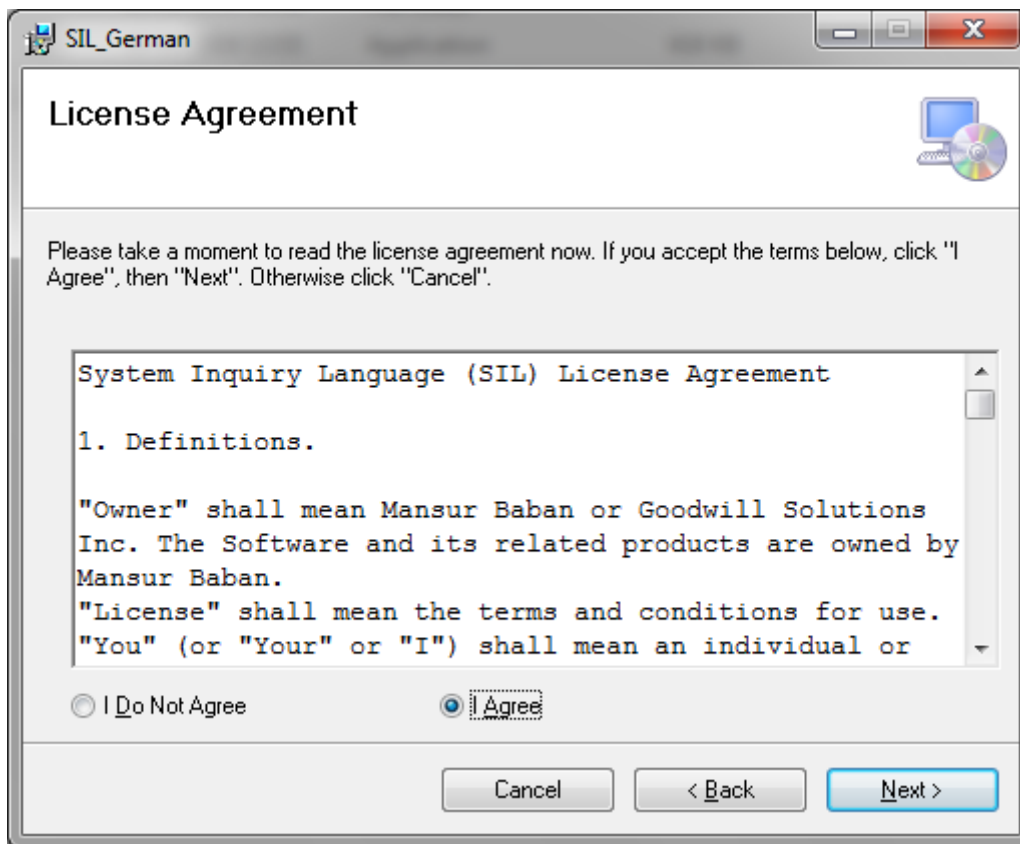 SIL_German
License Agreement
Please take a moment to read the license agreement now. If you accept the terms below, click "I
Agree", then "Next". Otherwise click "Cancel".
System Inquiry Language (SIL) License Agreement
1. Definitions.
"Owner" shall mean Mansur Baban or Goodwill Solutions
Inc. The Software and its related products are owned by
Mansur Baban.
"License" shall mean the terms and conditions for use.
"You" (or "Your" or "I") shall mean an individual or
I Do Not Agree
I Agree
Cancel
< Back
Next >